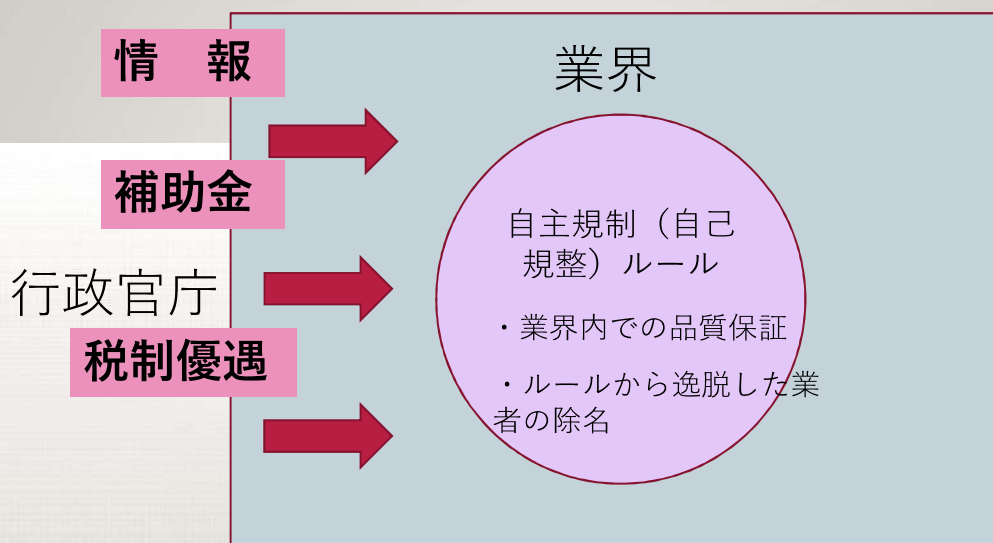 情　報
業界
補助金
自主規制（自己
規整）ルール
行政官庁
・業界内での品質保証
税制優遇
・ルールから逸脱した業
者の除名